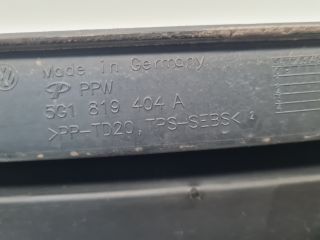 Made in Germany
PPW
5G1 819 404 A
>PP-TD20, TPS-SEBS<